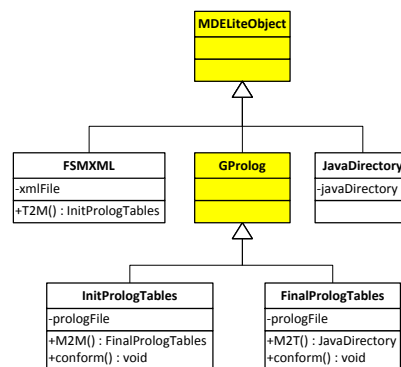 MDELiteObject
FSMXML
-xmlFile
+T2M() : InitPrologTables
GProlog
JavaDirectory
-javaDirectory
InitPrologTables
-prologFile
+M2M() : FinalPrologTables
+conform() : void
FinalPrologTables
-prologFile
+M2T() : JavaDirectory
+conform() : void